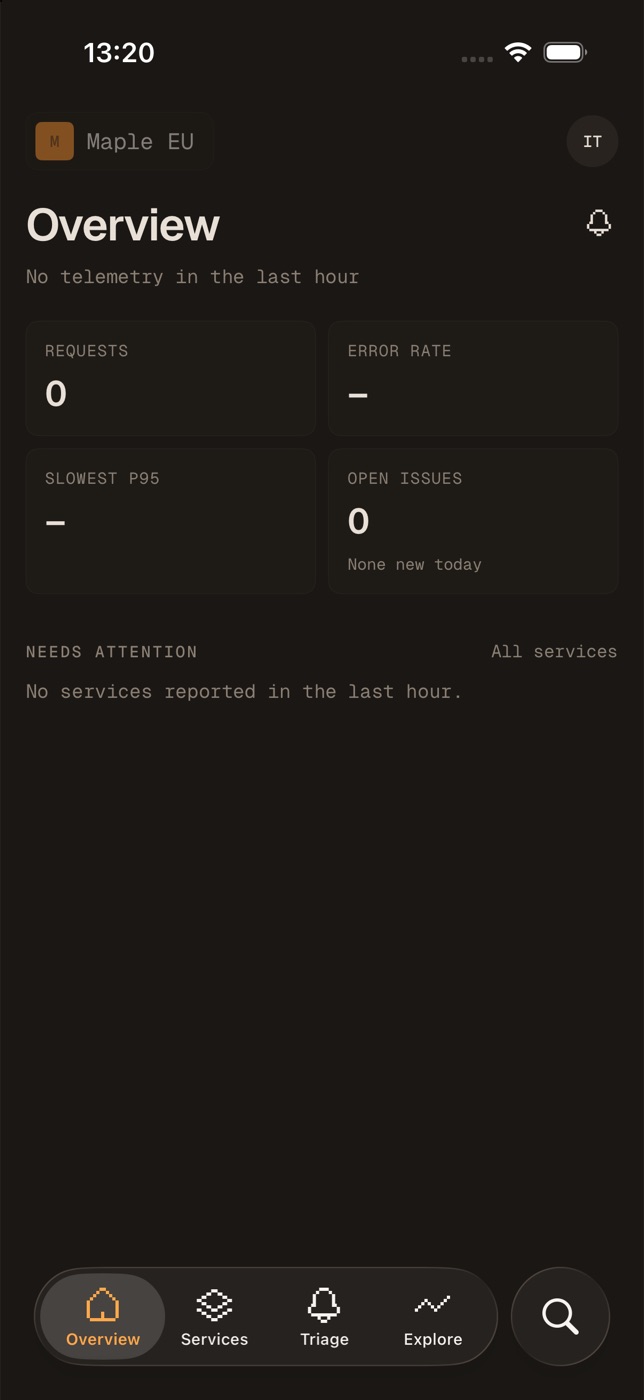 13:20
M Maple EU
IT
Overview
No telemetry in the last hour
REQUESTS
0
ERROR RATE
–
SLOWEST P95
–
OPEN ISSUES
0
None new today
NEEDS ATTENTION
All services
No services reported in the last hour.
Overview
Services
Triage
Explore